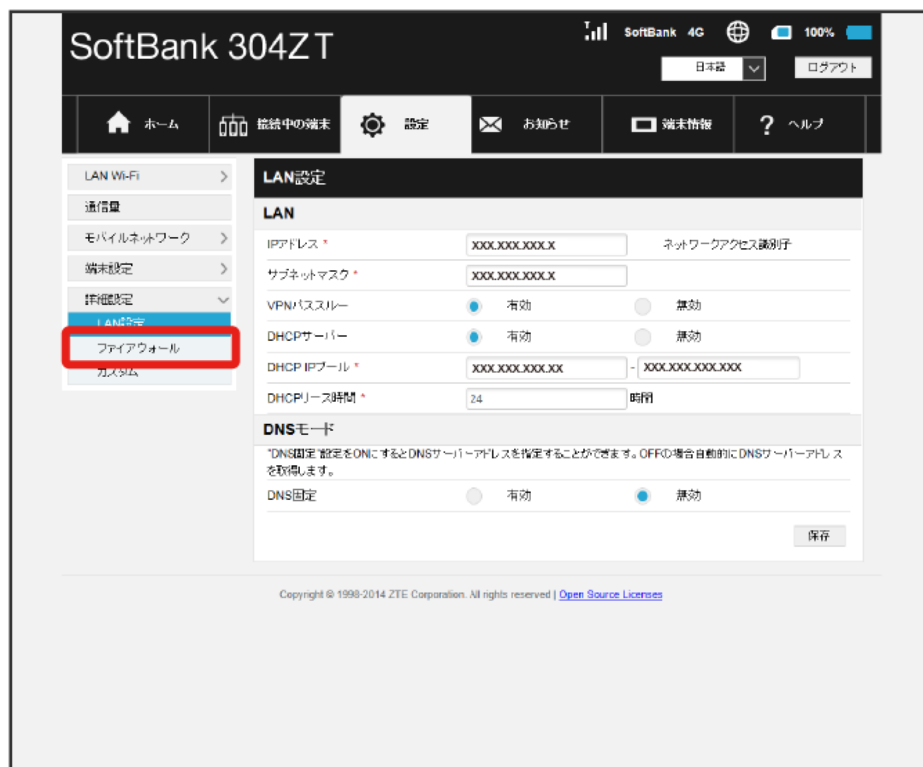 SoftBank 304ZT
SoftBank 4G 100%
日本語 ログアウト
ホーム 接続中の端末 設定 お知らせ 端末情報 ? ヘルプ
LAN Wi-Fi
通信量
モバイルネットワーク
端末設定
詳細設定
LAN設定
ファイアウォール
カスタム
LAN設定
LAN
IPアドレス * XXX.XXX.XXX.X ネットワークアクセス識別子
サブネットマスク * XXX.XXX.XXX.X
VPNパススルー 有効 無効
DHCPサーバー 有効 無効
DHCP IPプール * XXX.XXX.XXX.XX - XXX.XXX.XXX.XXX
DHCPリース時間 * 24 時間
DNSモード
"DNS固定"設定をONにするとDNSサーバーアドレスを指定することができます。OFFの場合自動的にDNSサーバーアドレス
を取得します。
DNS固定 有効 無効
保存
Copyright © 1998-2014 ZTE Corporation. All rights reserved | Open Source Licenses